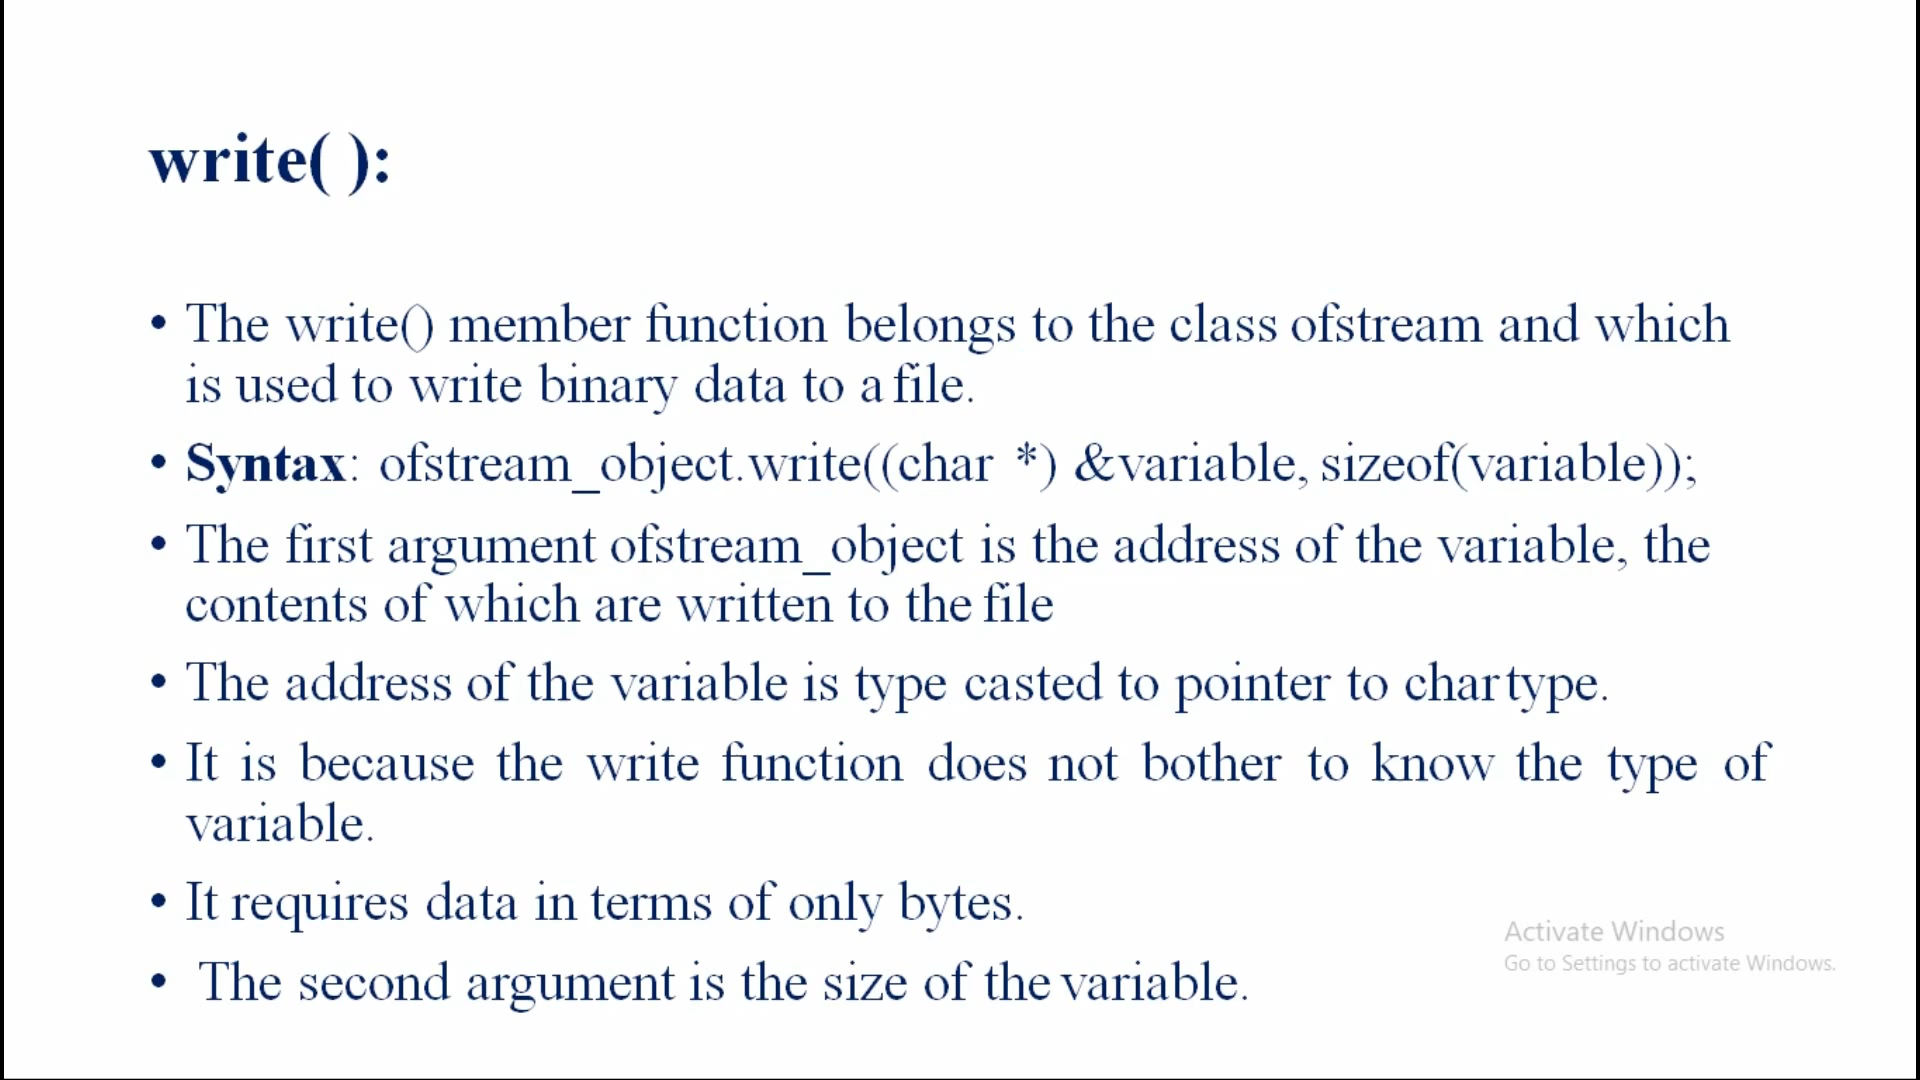 write( ):
• The write() member function belongs to the class ofstream and which
is used to write binary data to a file.
• Syntax: ofstream_object.write((char *) &variable, sizeof(variable));
• The first argument ofstream_object is the address of the variable, the
contents of which are written to the file
• The address of the variable is type casted to pointer to char type.
• It is because the write function does not bother to know the type of
variable.
• It requires data in terms of only bytes.
• The second argument is the size of the variable.
Activate Windows
Go to Settings to activate Windows.